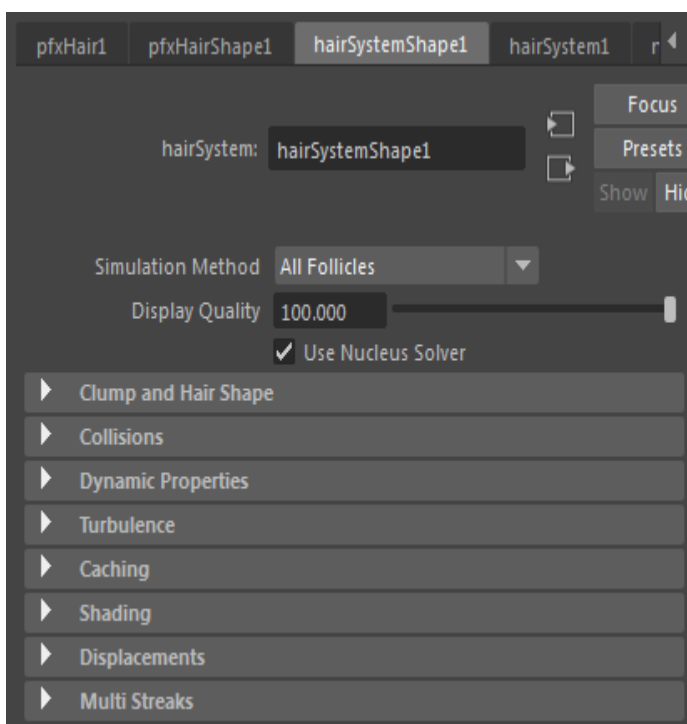 pfxHair1 pfxHairShape1 hairSystemShape1 hairSystem1
Focus
hairSystem: hairSystemShape1 Presets
Show Hid
Simulation Method All Follicles
Display Quality 100.000
Use Nucleus Solver
Clump and Hair Shape
Collisions
Dynamic Properties
Turbulence
Caching
Shading
Displacements
Multi Streaks